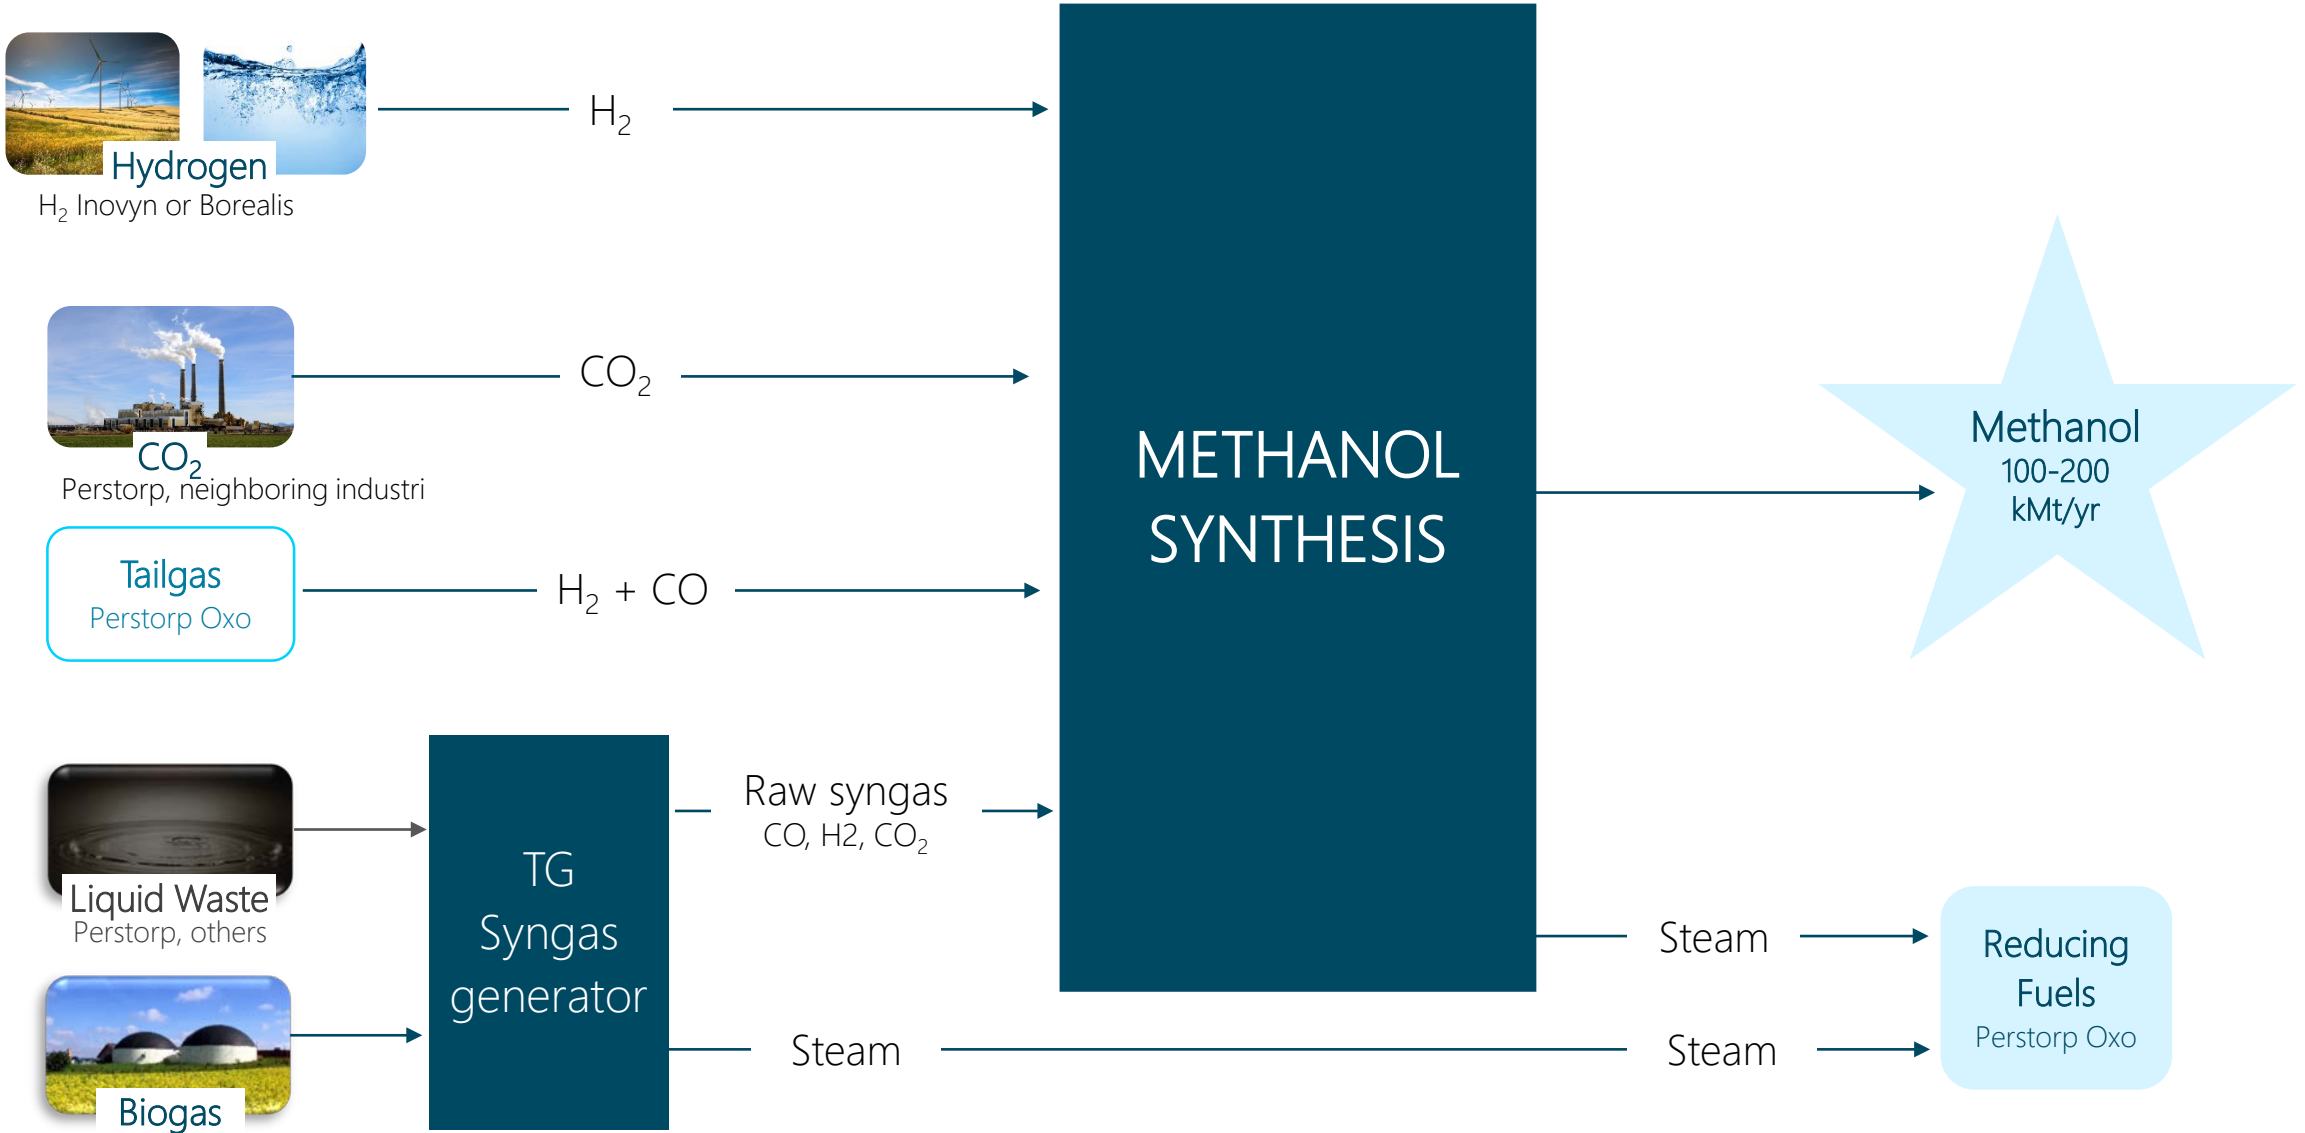 H₂
Hydrogen
H₂ Inovyn or Borealis
CO₂
CO₂
Perstorp, neighboring industri
Tailgas
Perstorp Oxo
H₂ + CO
METHANOL
SYNTHESIS
Methanol
100-200
kMt/yr
Liquid Waste
Perstorp, others
Biogas
TG
Syngas
generator
Raw syngas
CO, H2, CO₂
Steam
Steam
Steam
Reducing
Fuels
Perstorp Oxo